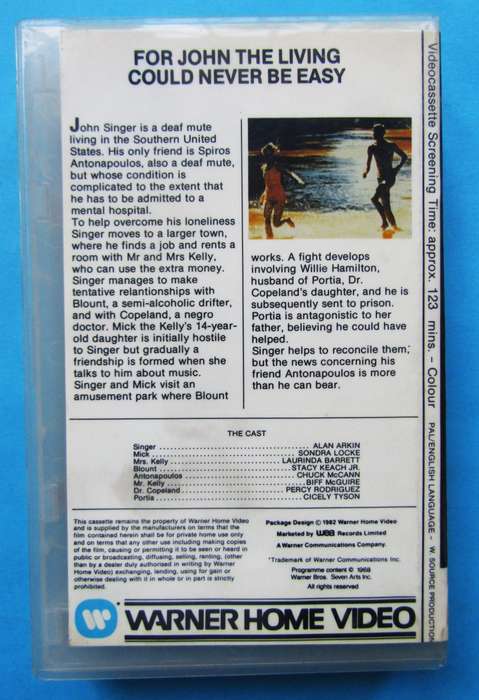 FOR JOHN THE LIVING
COULD NEVER BE EASY
John Singer is a deaf mute
living in the Southern United
States. His only friend is Spiros
Antonapoulos, also a deaf mute,
but whose condition is
complicated to the extent that
he has to be admitted to a
mental hospital.
To help overcome his loneliness
Singer moves to a larger town,
where he finds a job and rents a
room with Mr and Mrs Kelly,
who can use the extra money.
Singer manages to make
tentative relationships with
Blount, a semi-alcoholic drifter,
and with Copeland, a negro
doctor. Mick the Kelly's 14-year-
old daughter is initially hostile
to Singer but gradually a
friendship is formed when she
talks to him about music.
Singer and Mick visit an
amusement park where Blount
works. A fight develops
involving Willie Hamilton,
husband of Portia, Dr.
Copeland's daughter, and he is
subsequently sent to prison.
Portia is antagonistic to her
father, believing he could have
helped.
Singer helps to reconcile them;
but the news concerning his
friend Antonapoulos is more
than he can bear.
THE CAST
Singer ALAN ARKIN
Mick SONDRA LOCKE
Mrs. Kelly LAURINDA BARRETT
Blount STACY KEACH JR.
Antonapoulos CHUCK McCANN
Mr. Kelly BIFF McGUIRE
Dr. Copeland PERCY RODRIGUEZ
Portia CICELY TYSON
This cassette remains the property of Warner Home Video
and is supplied by the manufacturers on terms that the
film contained herein shall be for private home use only
and on terms that any other use including making copies
of the film, causing or permitting it to be seen or heard in
public or broadcasting, diffusing, selling, renting, (other
than by a dealer duly authorised in writing by Warner
Home Video) exchanging, lending, using for gain or
otherwise dealing with it in whole or in part is strictly
prohibited.
Package Design © 1982 Warner Home Video
Marketed by wea Records Limited
A Warner Communications Company.
*Trademark of Warner Communications Inc.
Programme content © 1968
Warner Bros. Seven Arts Inc.
All rights reserved
WARNER HOME VIDEO
Videocassette Screening Time: approx. 123 mins. – Colour PAL/ENGLISH LANGUAGE – W. SOURCE PRODUCTION